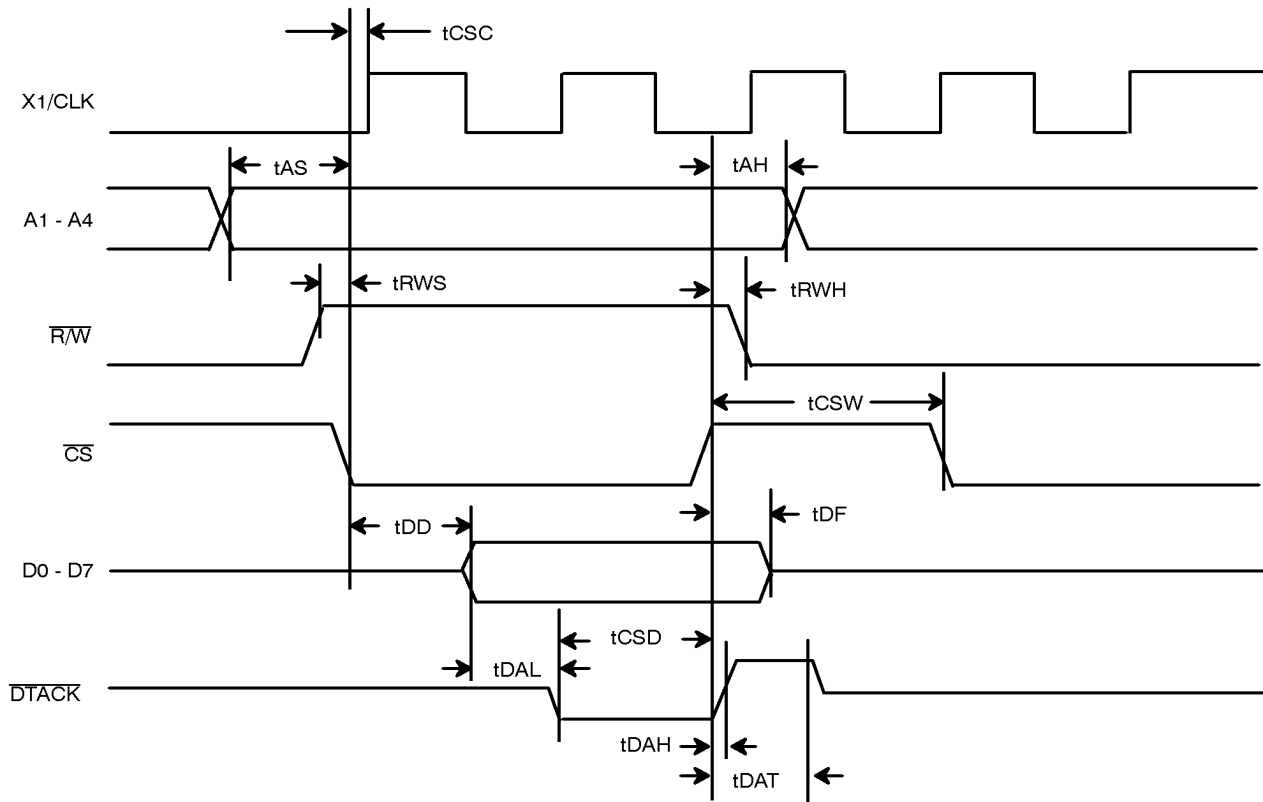 tCSC
X1/CLK
tAS
tAH
A1 - A4
tRWS
tRWH
R/W
tCSW
CS
tDD
tDF
D0 - D7
tCSD
tDAL
DTACK
tDAH
tDAT